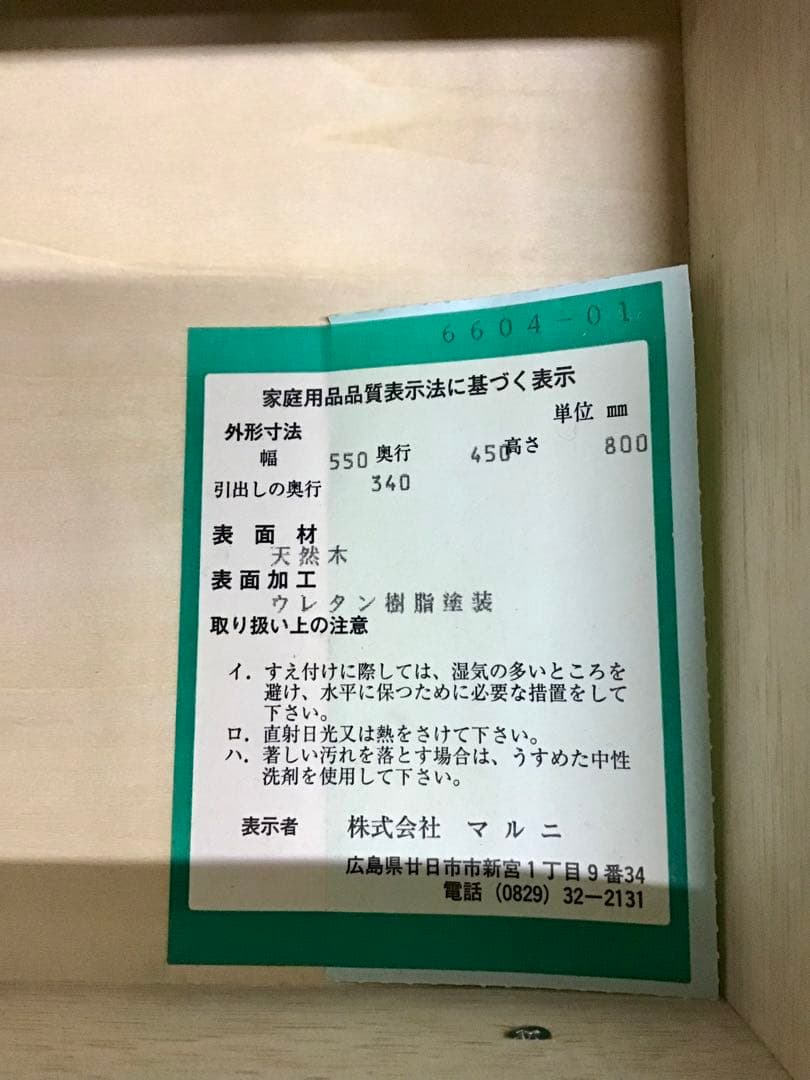 6604-01
家庭用品品質表示法に基づく表示
単位 mm
外形寸法
幅 550 奥行 450 高さ 800
引出しの奥行 340
表面材
天然木
表面加工
ウレタン樹脂塗装
取り扱い上の注意
イ．すえ付けに際しては、湿気の多いところを
避け、水平に保つために必要な措置をして
下さい。
ロ．直射日光又は熱をさけて下さい。
ハ．著しい汚れを落とす場合は、うすめた中性
洗剤を使用して下さい。
表示者 株式会社 マルニ
広島県廿日市市新宮1丁目9番34
電話 (0829) 32-2131